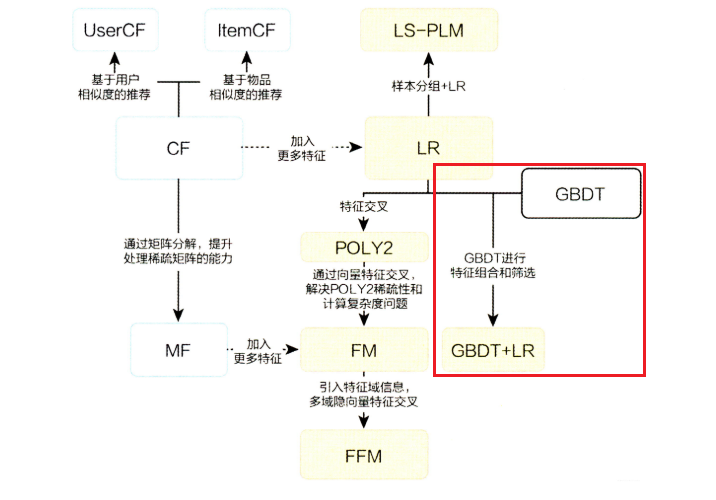 UserCF
ItemCF
LS-PLM
基于用户
相似度的推荐
基于物品
相似度的推荐
样本分组+LR
CF
加入
更多特征
LR
GBDT
特征交叉
通过矩阵分解，提升
处理稀疏矩阵的能力
POLY2
GBDT进行
特征组合和筛选
通过向量特征交叉，
解决POLY2稀疏性和
计算复杂度问题
MF
加入
更多特征
FM
GBDT+LR
引入特征域信息，
多域隐向量特征交叉
FFM